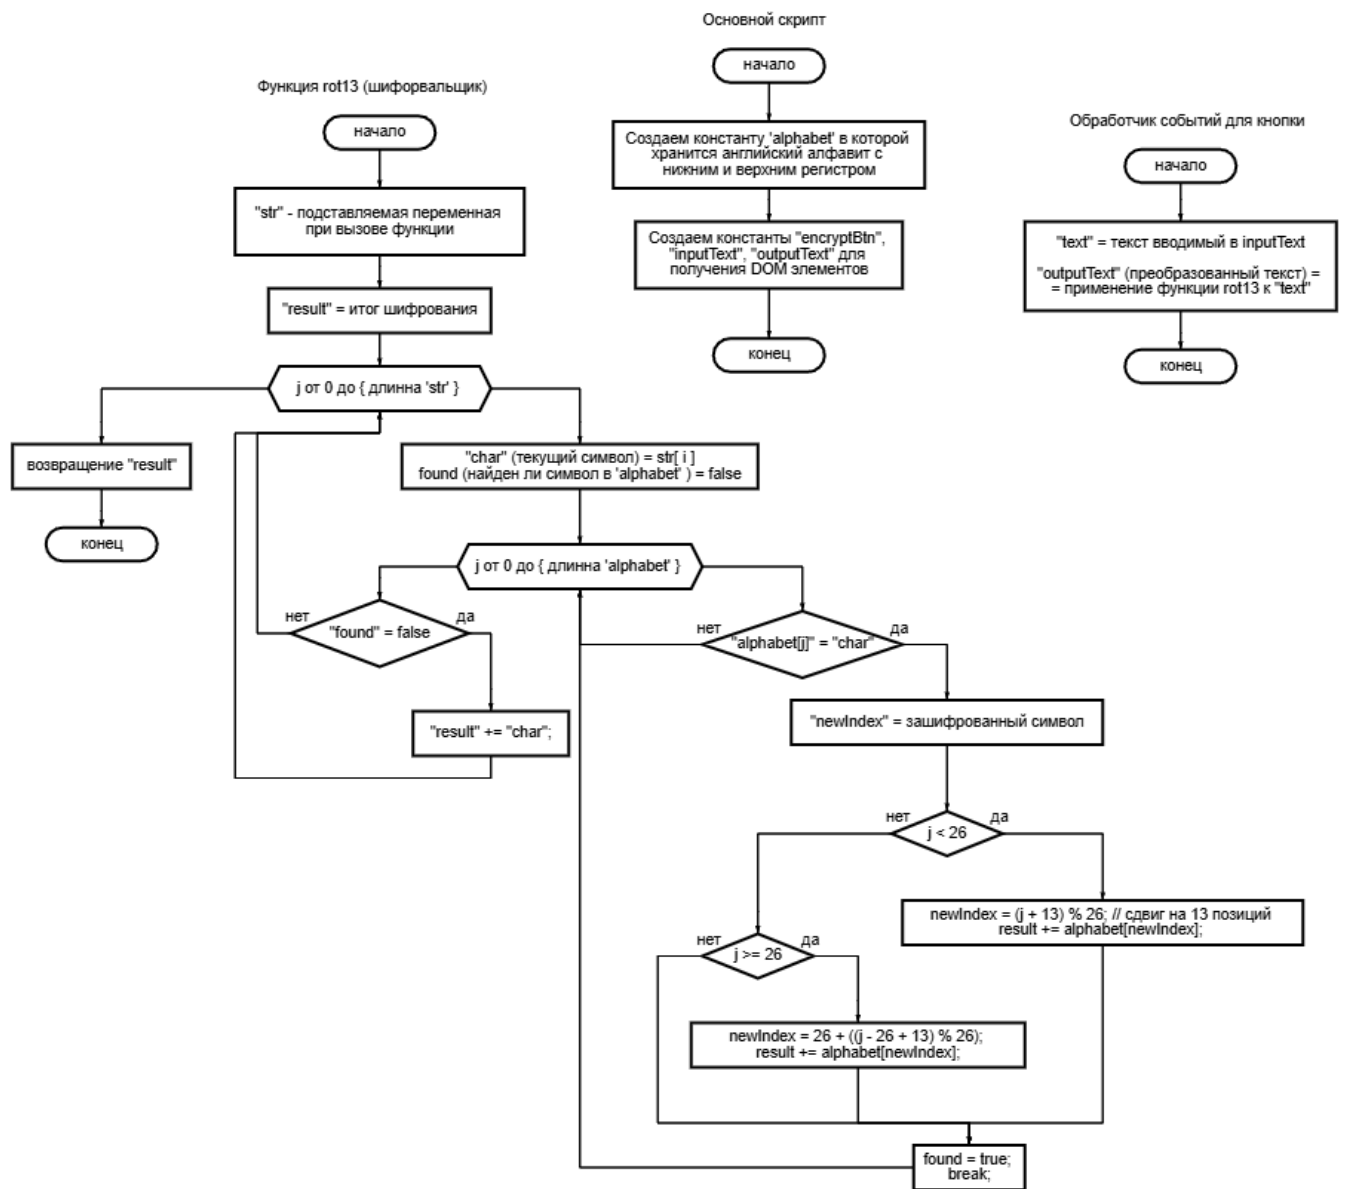 Основной скрипт
начало
Создаем константу 'alphabet' в которой
хранится английский алфавит с
нижним и верхним регистром
Создаем константы "encryptBtn",
"inputText", "outputText" для
получения DOM элементов
конец
Функция rot13 (шифорвальщик)
начало
"str" - подставляемая переменная
при вызове функции
"result" = итог шифрования
j от 0 до { длинна 'str' }
возвращение "result"
конец
"char" (текущий символ) = str[ i ]
found (найден ли символ в 'alphabet' ) = false
j от 0 до { длинна 'alphabet' }
нет
да
"found" = false
"result" += "char";
нет
да
"alphabet[j]" = "char"
"newIndex" = зашифрованный символ
нет
да
j < 26
newIndex = (j + 13) % 26; // сдвиг на 13 позиций
result += alphabet[newIndex];
нет
да
j >= 26
newIndex = 26 + ((j - 26 + 13) % 26);
result += alphabet[newIndex];
found = true;
break;
Обработчик событий для кнопки
начало
"text" = текст вводимый в inputText
"outputText" (преобразованный текст) =
= применение функции rot13 к "text"
конец